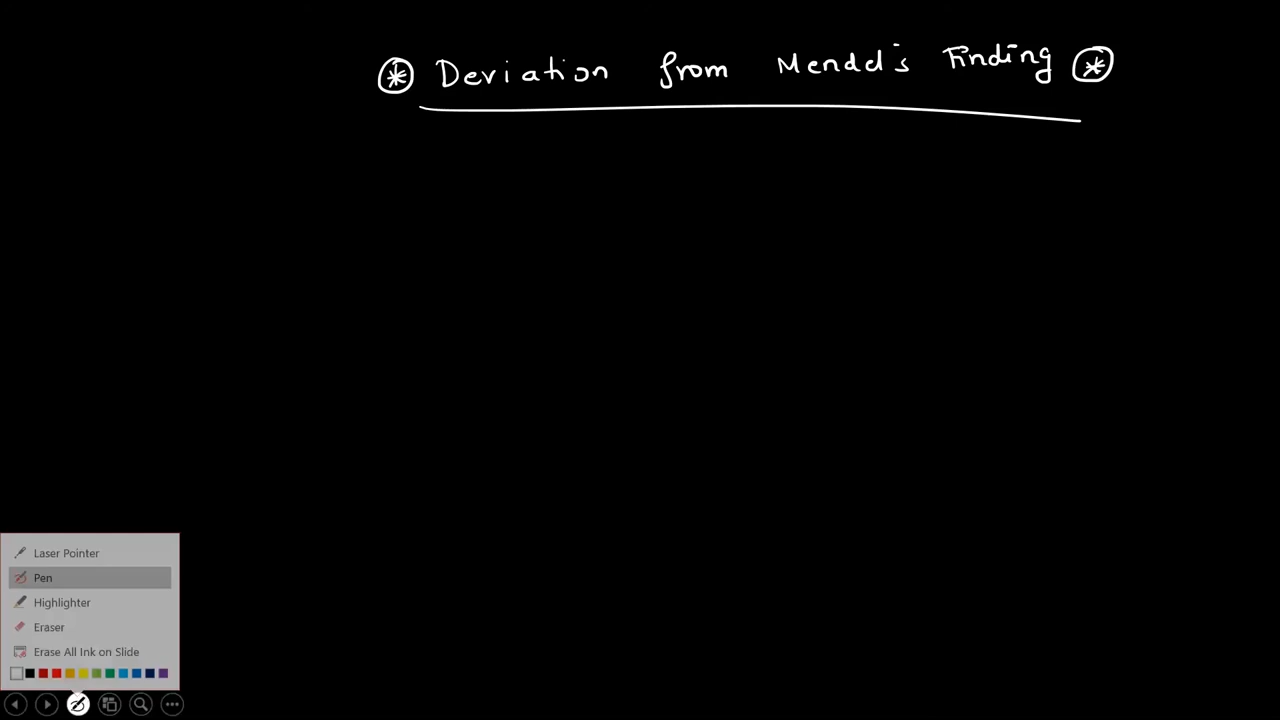 * Deviation from Mendel's Finding *
Laser Pointer
Pen
Highlighter
Eraser
Erase All Ink on Slide